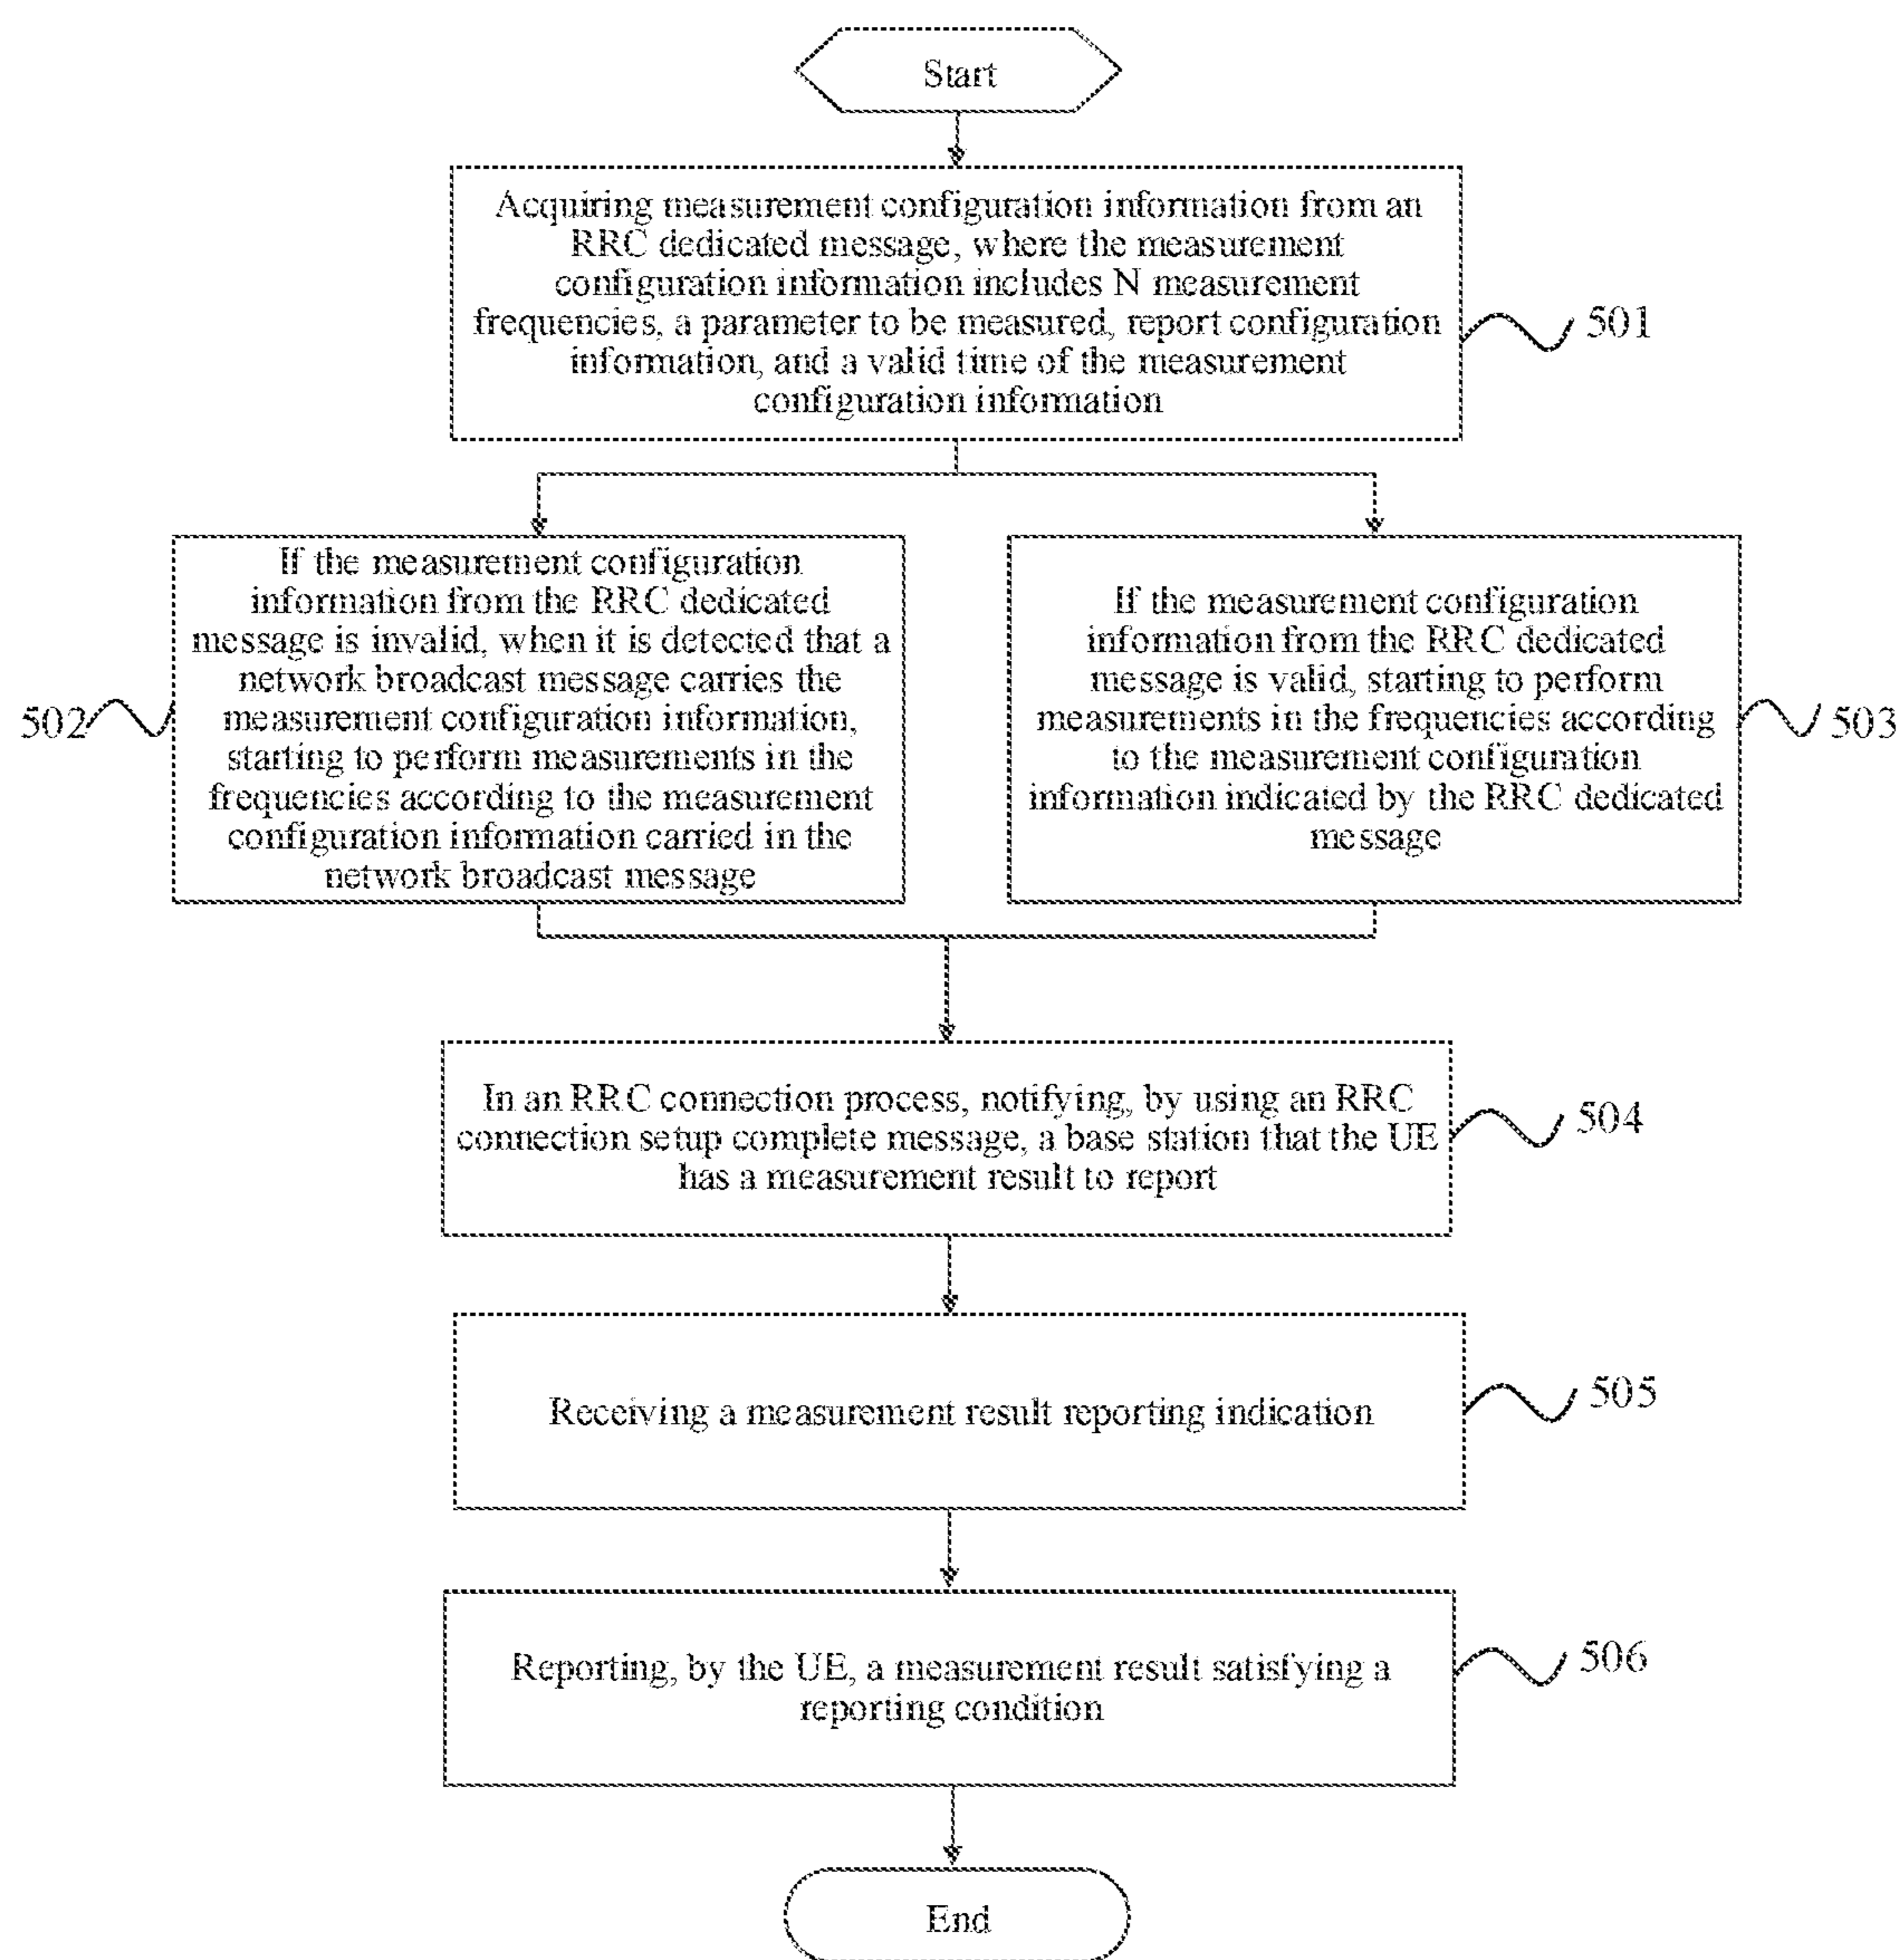 Start
Acquiring measurement configuration information from an
RRC dedicated message, where the measurement
configuration information includes N measurement
frequencies, a parameter to be measured, report configuration
information, and a valid time of the measurement
configuration information
501
If the measurement configuration
information from the RRC dedicated
message is invalid, when it is detected that a
network broadcast message carries the
measurement configuration information,
starting to perform measurements in the
frequencies according to the measurement
configuration information carried in the
network broadcast message
502
If the measurement configuration
information from the RRC dedicated
message is valid, starting to perform
measurements in the frequencies according
to the measurement configuration
information indicated by the RRC dedicated
message
503
In an RRC connection process, notifying, by using an RRC
connection setup complete message, a base station that the UE
has a measurement result to report
504
Receiving a measurement result reporting indication
505
Reporting, by the UE, a measurement result satisfying a
reporting condition
506
End